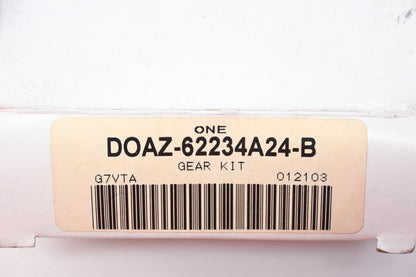 ONE
DOAZ-62234A24-B
GEAR KIT
G7VTA 012103